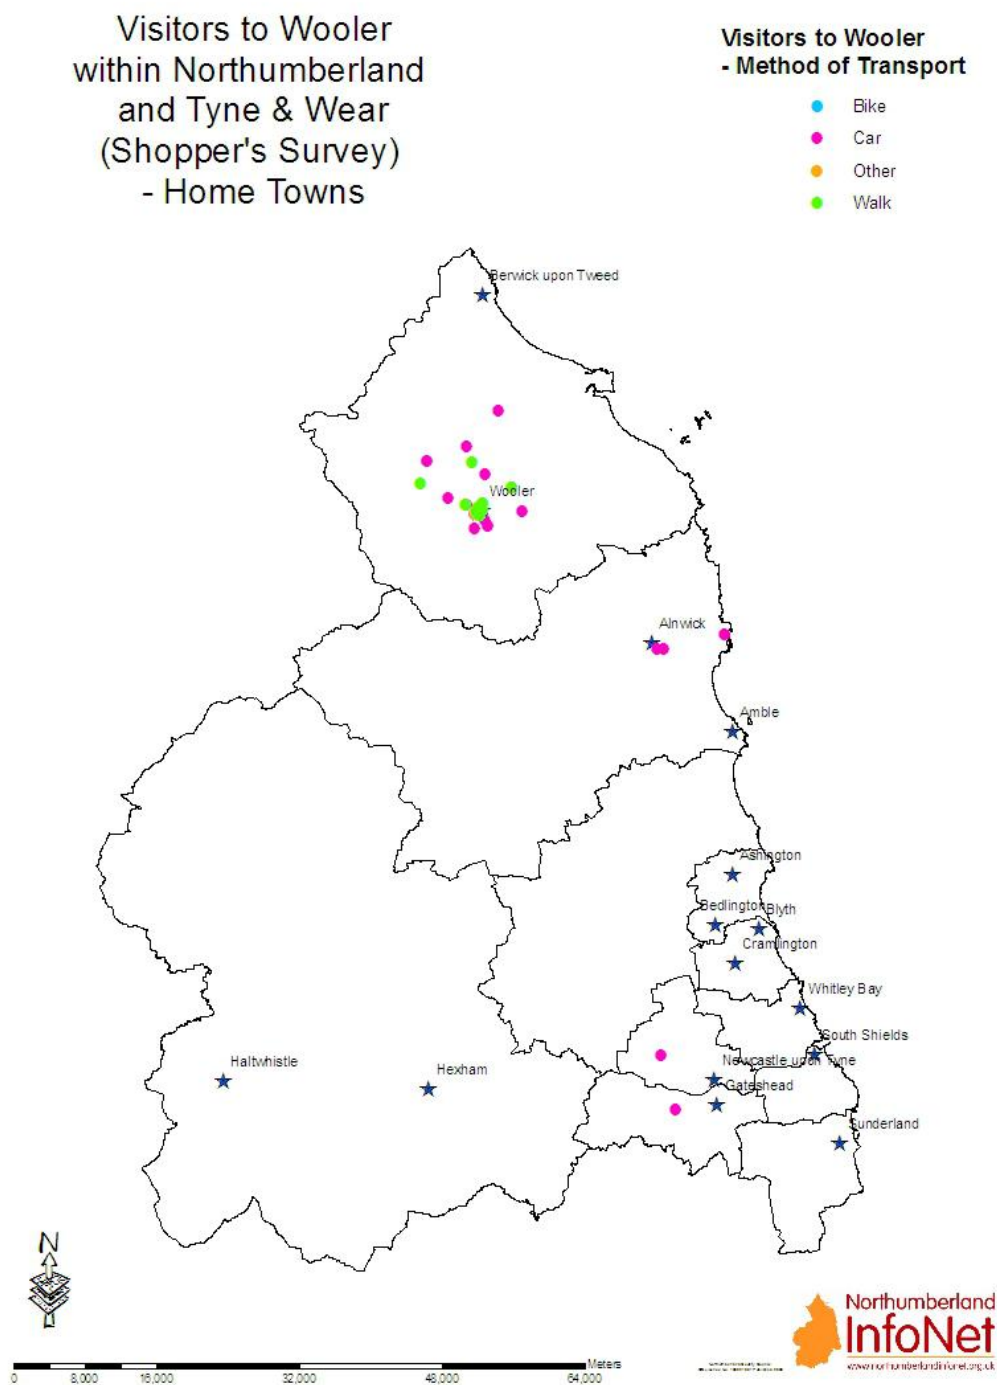 Visitors to Wooler
within Northumberland
and Tyne & Wear
(Shopper's Survey)
- Home Towns
Visitors to Wooler
- Method of Transport
Bike
Car
Other
Walk
Berwick upon Tweed
Wooler
Alnwick
Amble
Ashington
Bedlington
Blyth
Cramlington
Whitley Bay
South Shields
Newcastle upon Tyne
Gateshead
Haltwhistle
Hexham
Sunderland
N
Meters
0 8,000 16,000 32,000 48,000 64,000
Northumberland
InfoNet
www.northumberlandinfonet.org.uk